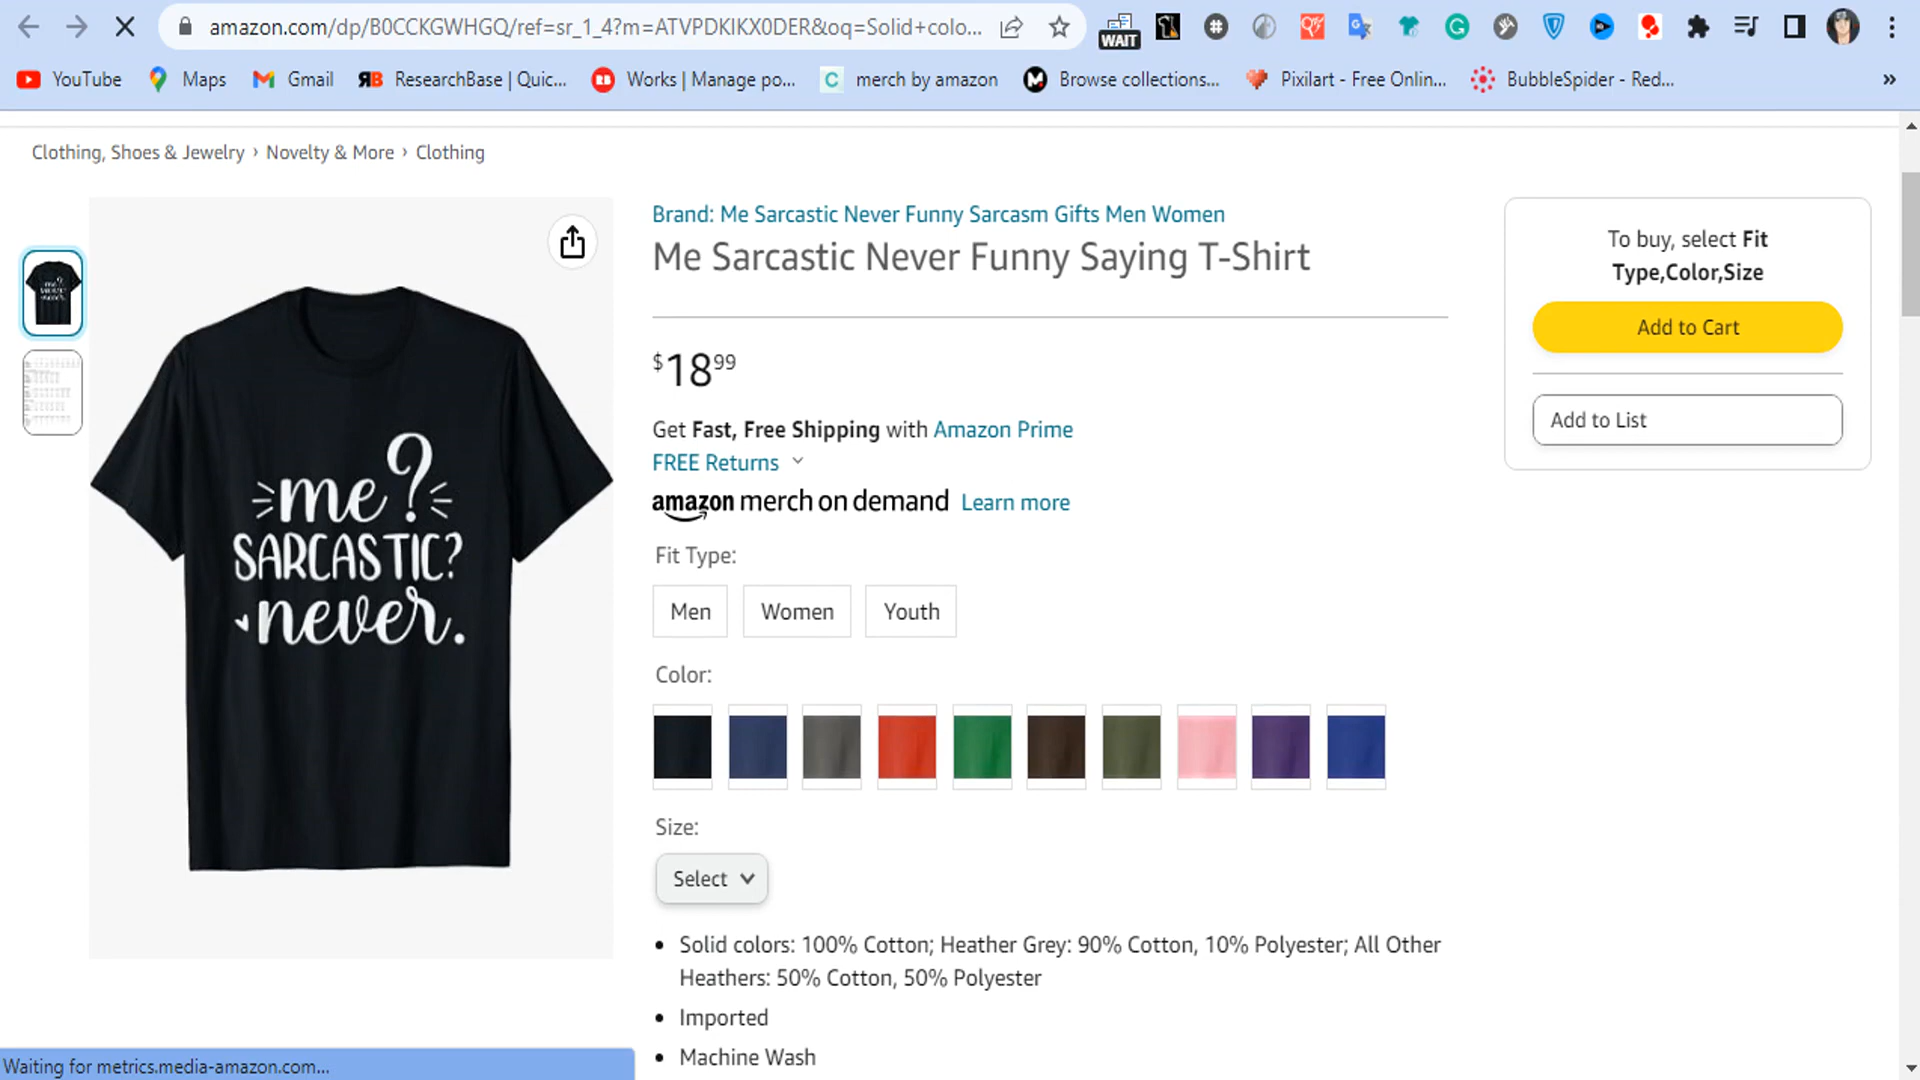 amazon.com/dp/B0CCKGWHGQ/ref=sr_1_4?m=ATVPDKIKX0DER&oq=Solid+colo...
WAIT
YouTube Maps Gmail RB ResearchBase | Quic... Works | Manage po... C merch by amazon Browse collections... Pixilart - Free Onlin... BubbleSpider - Red... »
Clothing, Shoes & Jewelry › Novelty & More › Clothing
Brand: Me Sarcastic Never Funny Sarcasm Gifts Men Women
Me Sarcastic Never Funny Saying T-Shirt
$18 99
Get Fast, Free Shipping with Amazon Prime
FREE Returns
amazon merch on demand Learn more
Fit Type:
Men Women Youth
Color:
Size:
Select
Solid colors: 100% Cotton; Heather Grey: 90% Cotton, 10% Polyester; All Other
Heathers: 50% Cotton, 50% Polyester
Imported
Machine Wash
To buy, select Fit
Type,Color,Size
Add to Cart
Add to List
me?
SARCASTIC?
never.
Waiting for metrics.media-amazon.com...